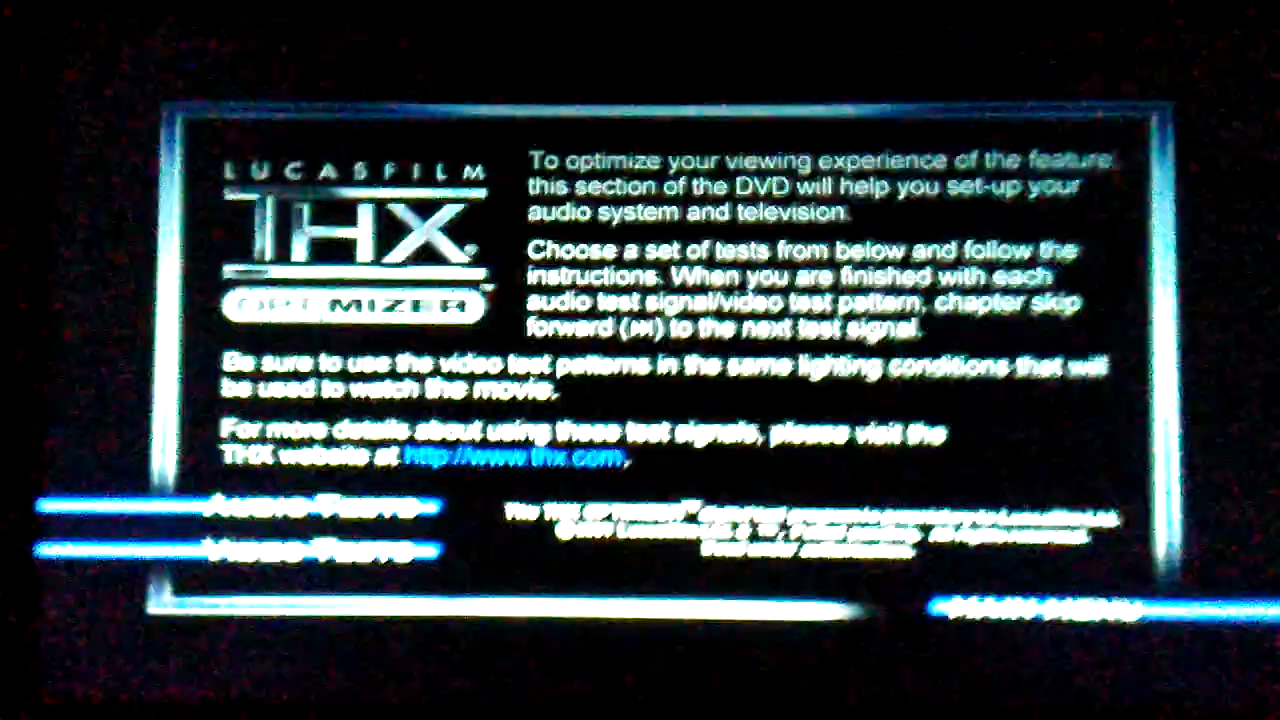 LUCASFILM
THX
OPTIMIZER™
To optimize your viewing experience of the feature
this section of the DVD will help you set-up your
audio system and television.
Choose a set of tests from below and follow the
instructions. When you are finished with each
audio test signal/video test pattern, chapter skip
forward (⏭) to the next test signal.
Be sure to use the video test patterns in the same lighting conditions that will
be used to watch the movie.
For more details about using these test signals, please visit the
THX website at http://www.thx.com.
MAIN MENU